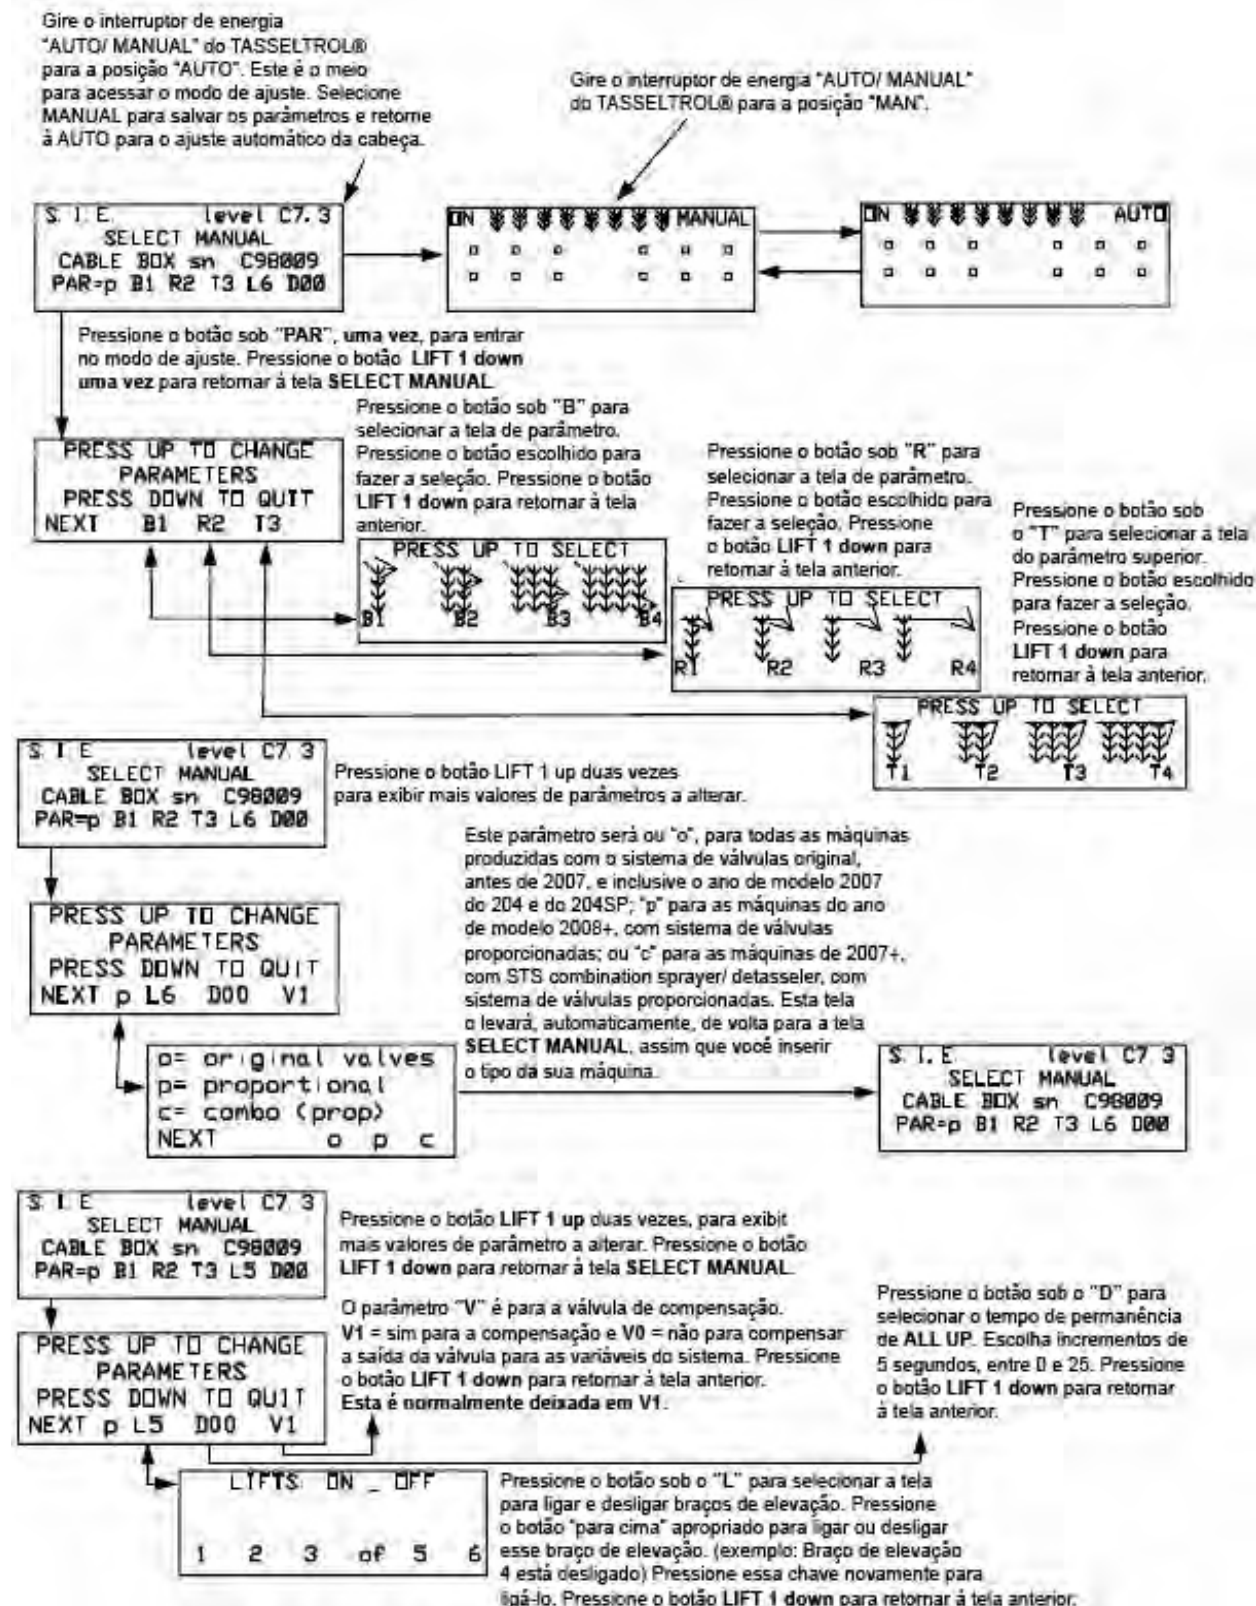 Gire o interruptor de energia
"AUTO/ MANUAL" do TASSELTROL®
para a posição "AUTO". Este é o meio
para acessar o modo de ajuste. Selecione
MANUAL para salvar os parâmetros e retorne
à AUTO para o ajuste automático da cabeça.
Gire o interruptor de energia "AUTO/ MANUAL"
do TASSELTROL® para a posição "MAN".
S. I. E. level C7.3
SELECT MANUAL
CABLE BOX sn C98009
PAR=p B1 R2 T3 L6 D00
ON MANUAL
ON AUTO
Pressione o botão sob "PAR", uma vez, para entrar
no modo de ajuste. Pressione o botão LIFT 1 down
uma vez para retornar à tela SELECT MANUAL.
PRESS UP TO CHANGE
PARAMETERS
PRESS DOWN TO QUIT
NEXT B1 R2 T3
Pressione o botão sob "B" para
selecionar a tela de parâmetro.
Pressione o botão escolhido para
fazer a seleção. Pressione o botão
LIFT 1 down para retornar à tela
anterior.
PRESS UP TO SELECT
B1 B2 B3 B4
Pressione o botão sob "R" para
selecionar a tela de parâmetro.
Pressione o botão escolhido para
fazer a seleção. Pressione
o botão LIFT 1 down para
retornar à tela anterior.
PRESS UP TO SELECT
R1 R2 R3 R4
Pressione o botão sob
o "T" para selecionar à tela
do parâmetro superior.
Pressione o botão escolhido
para fazer a seleção.
Pressione o botão
LIFT 1 down para
retornar à tela anterior.
PRESS UP TO SELECT
T1 T2 T3 T4
S. I. E level C7.3
SELECT MANUAL
CABLE BOX sn C98009
PAR=p B1 R2 T3 L6 D00
Pressione o botão LIFT 1 up duas vezes
para exibir mais valores de parâmetros a alterar.
PRESS UP TO CHANGE
PARAMETERS
PRESS DOWN TO QUIT
NEXT p L6 D00 V1
Este parâmetro será ou "o", para todas as máquinas
produzidas com o sistema de válvulas original,
antes de 2007, e inclusive o ano de modelo 2007
do 204 e do 204SP; "p" para as máquinas do ano
de modelo 2008+, com sistema de válvulas
proporcionadas; ou "c" para as máquinas de 2007+,
com STS combination sprayer/ detasseler, com
sistema de válvulas proporcionadas. Esta tela
o levará, automaticamente, de volta para a tela
SELECT MANUAL, assim que você inserir
o tipo da sua máquina.
o= original valves
p= proportional
c= combo (prop)
NEXT o p c
S. I. E level C7.3
SELECT MANUAL
CABLE BOX sn C98009
PAR=p B1 R2 T3 L6 D00
S. I. E level C7.3
SELECT MANUAL
CABLE BOX sn C98009
PAR=p B1 R2 T3 L5 D00
Pressione o botão LIFT 1 up duas vezes, para exibit
mais valores de parâmetro a alterar. Pressione o botão
LIFT 1 down para retornar à tela SELECT MANUAL.
PRESS UP TO CHANGE
PARAMETERS
PRESS DOWN TO QUIT
NEXT p L5 D00 V1
O parâmetro "V" é para a válvula de compensação.
V1 = sim para a compensação e V0 = não para compensar
a saída da válvula para as variáveis do sistema. Pressione
o botão LIFT 1 down para retornar à tela anterior.
Esta é normalmente deixada em V1.
Pressione o botão sob o "D" para
selecionar o tempo de permanência
de ALL UP. Escolha incrementos de
5 segundos, entre 0 e 25. Pressione
o botão LIFT 1 down para retornar
à tela anterior.
LIFTS ON _ OFF
1 2 3 of 5 6
Pressione o botão sob o "L" para selecionar a tela
para ligar e desligar braços de elevação. Pressione
o botão "para cima" apropriado para ligar ou desligar
esse braço de elevação. (exemplo: Braço de elevação
4 está desligado) Pressione essa chave novamente para
ligá-lo. Pressione o botão LIFT 1 down para retornar à tela anterior.